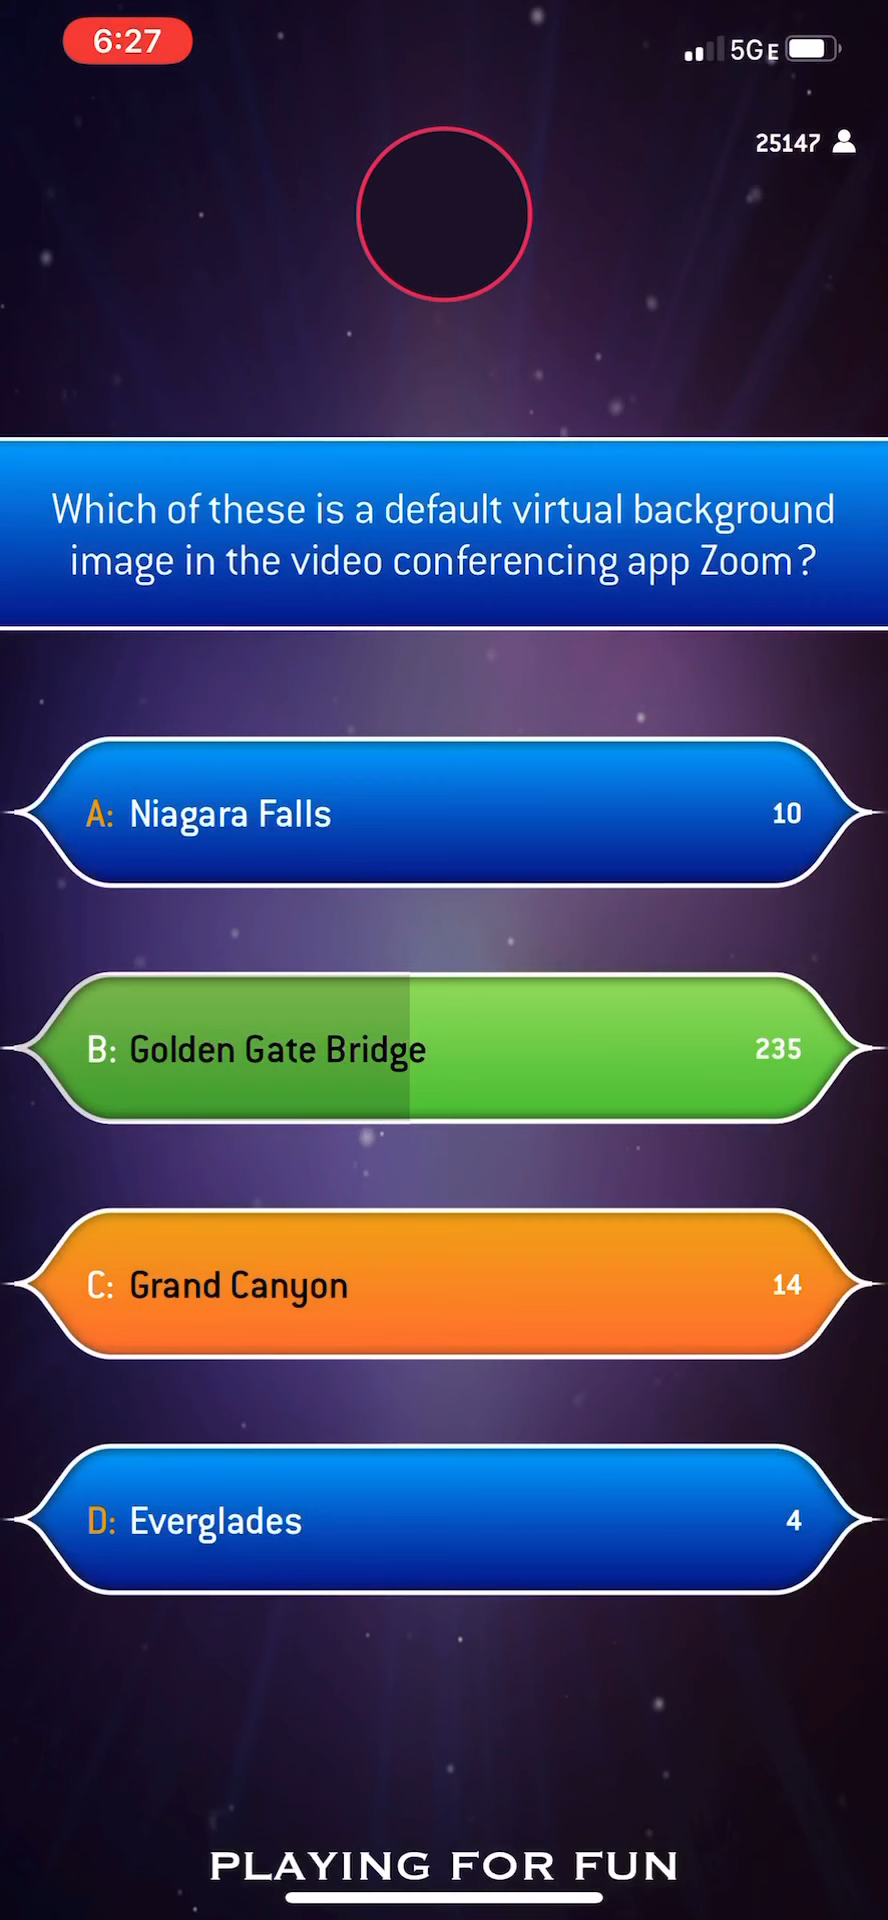 6:27
5GE
25147
Which of these is a default virtual background
image in the video conferencing app Zoom?
A: Niagara Falls 10
B: Golden Gate Bridge 235
C: Grand Canyon 14
D: Everglades 4
PLAYING FOR FUN